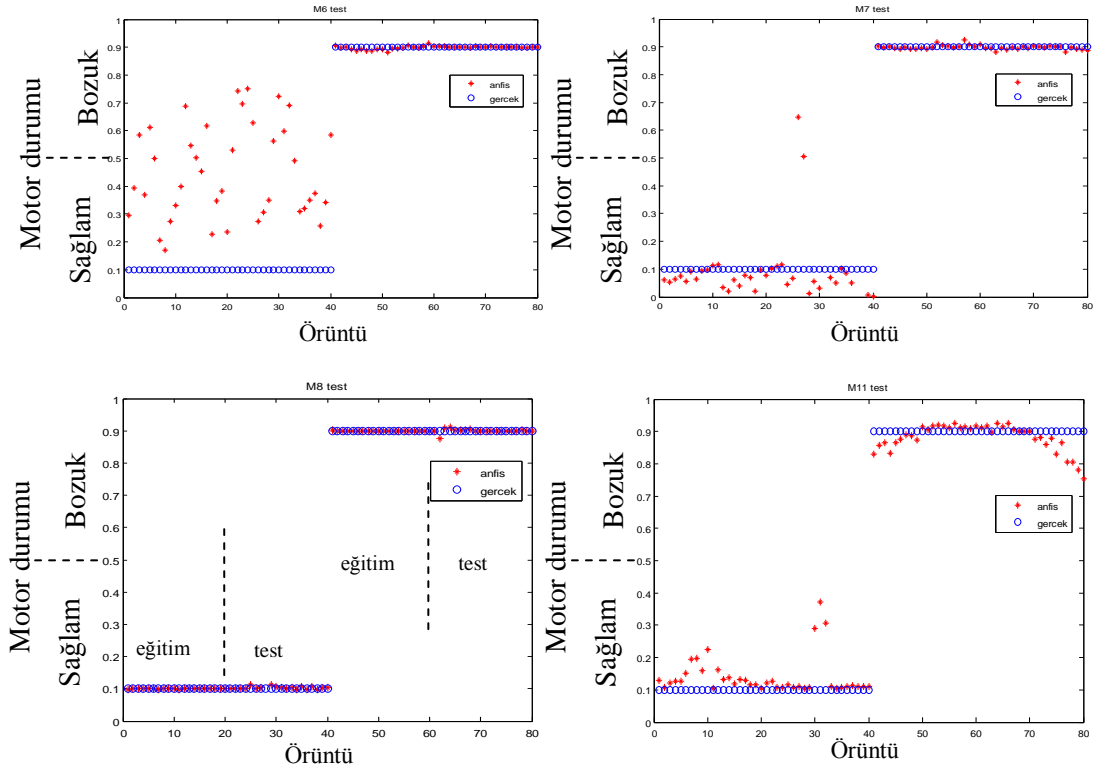 M6 test
Motor durumu
Bozuk
Sağlam
1
0.9
0.8
0.7
0.6
0.5
0.4
0.3
0.2
0.1
0
anfis
gercek
0 10 20 30 40 50 60 70 80
Örüntü
M7 test
Motor durumu
Bozuk
Sağlam
1
0.9
0.8
0.7
0.6
0.5
0.4
0.3
0.2
0.1
0
anfis
gercek
0 10 20 30 40 50 60 70 80
Örüntü
M8 test
Motor durumu
Bozuk
Sağlam
1
0.9
0.8
0.7
0.6
0.5
0.4
0.3
0.2
0.1
0
anfis
gercek
eğitim test
eğitim test
0 10 20 30 40 50 60 70 80
Örüntü
M11 test
Motor durumu
Bozuk
Sağlam
1
0.9
0.8
0.7
0.6
0.5
0.4
0.3
0.2
0.1
0
anfis
gercek
0 10 20 30 40 50 60 70 80
Örüntü